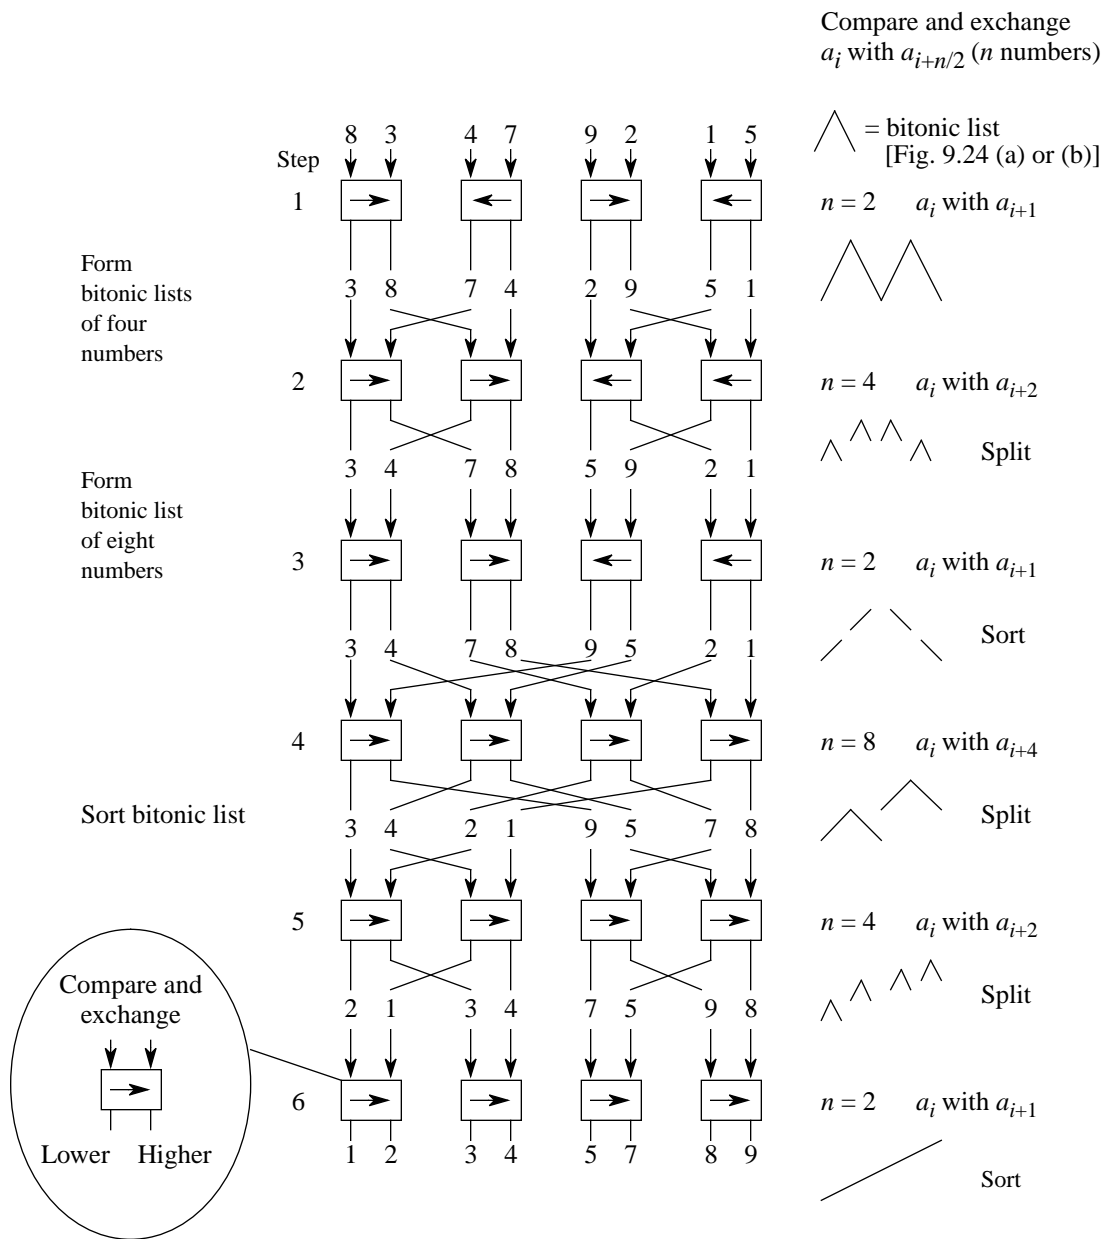 Compare and exchange
a_i with a_{i+n/2} (n numbers)
= bitonic list
[Fig. 9.24 (a) or (b)]
8 3 4 7 9 2 1 5
Step
1
n = 2 a_i with a_{i+1}
Form
bitonic lists
of four
numbers
3 8 7 4 2 9 5 1
2
n = 4 a_i with a_{i+2}
Split
3 4 7 8 5 9 2 1
Form
bitonic list
of eight
numbers
3
n = 2 a_i with a_{i+1}
Sort
3 4 7 8 9 5 2 1
4
n = 8 a_i with a_{i+4}
Sort bitonic list
Split
3 4 2 1 9 5 7 8
5
n = 4 a_i with a_{i+2}
Split
2 1 3 4 7 5 9 8
Compare and
exchange
Lower Higher
6
n = 2 a_i with a_{i+1}
1 2 3 4 5 7 8 9
Sort